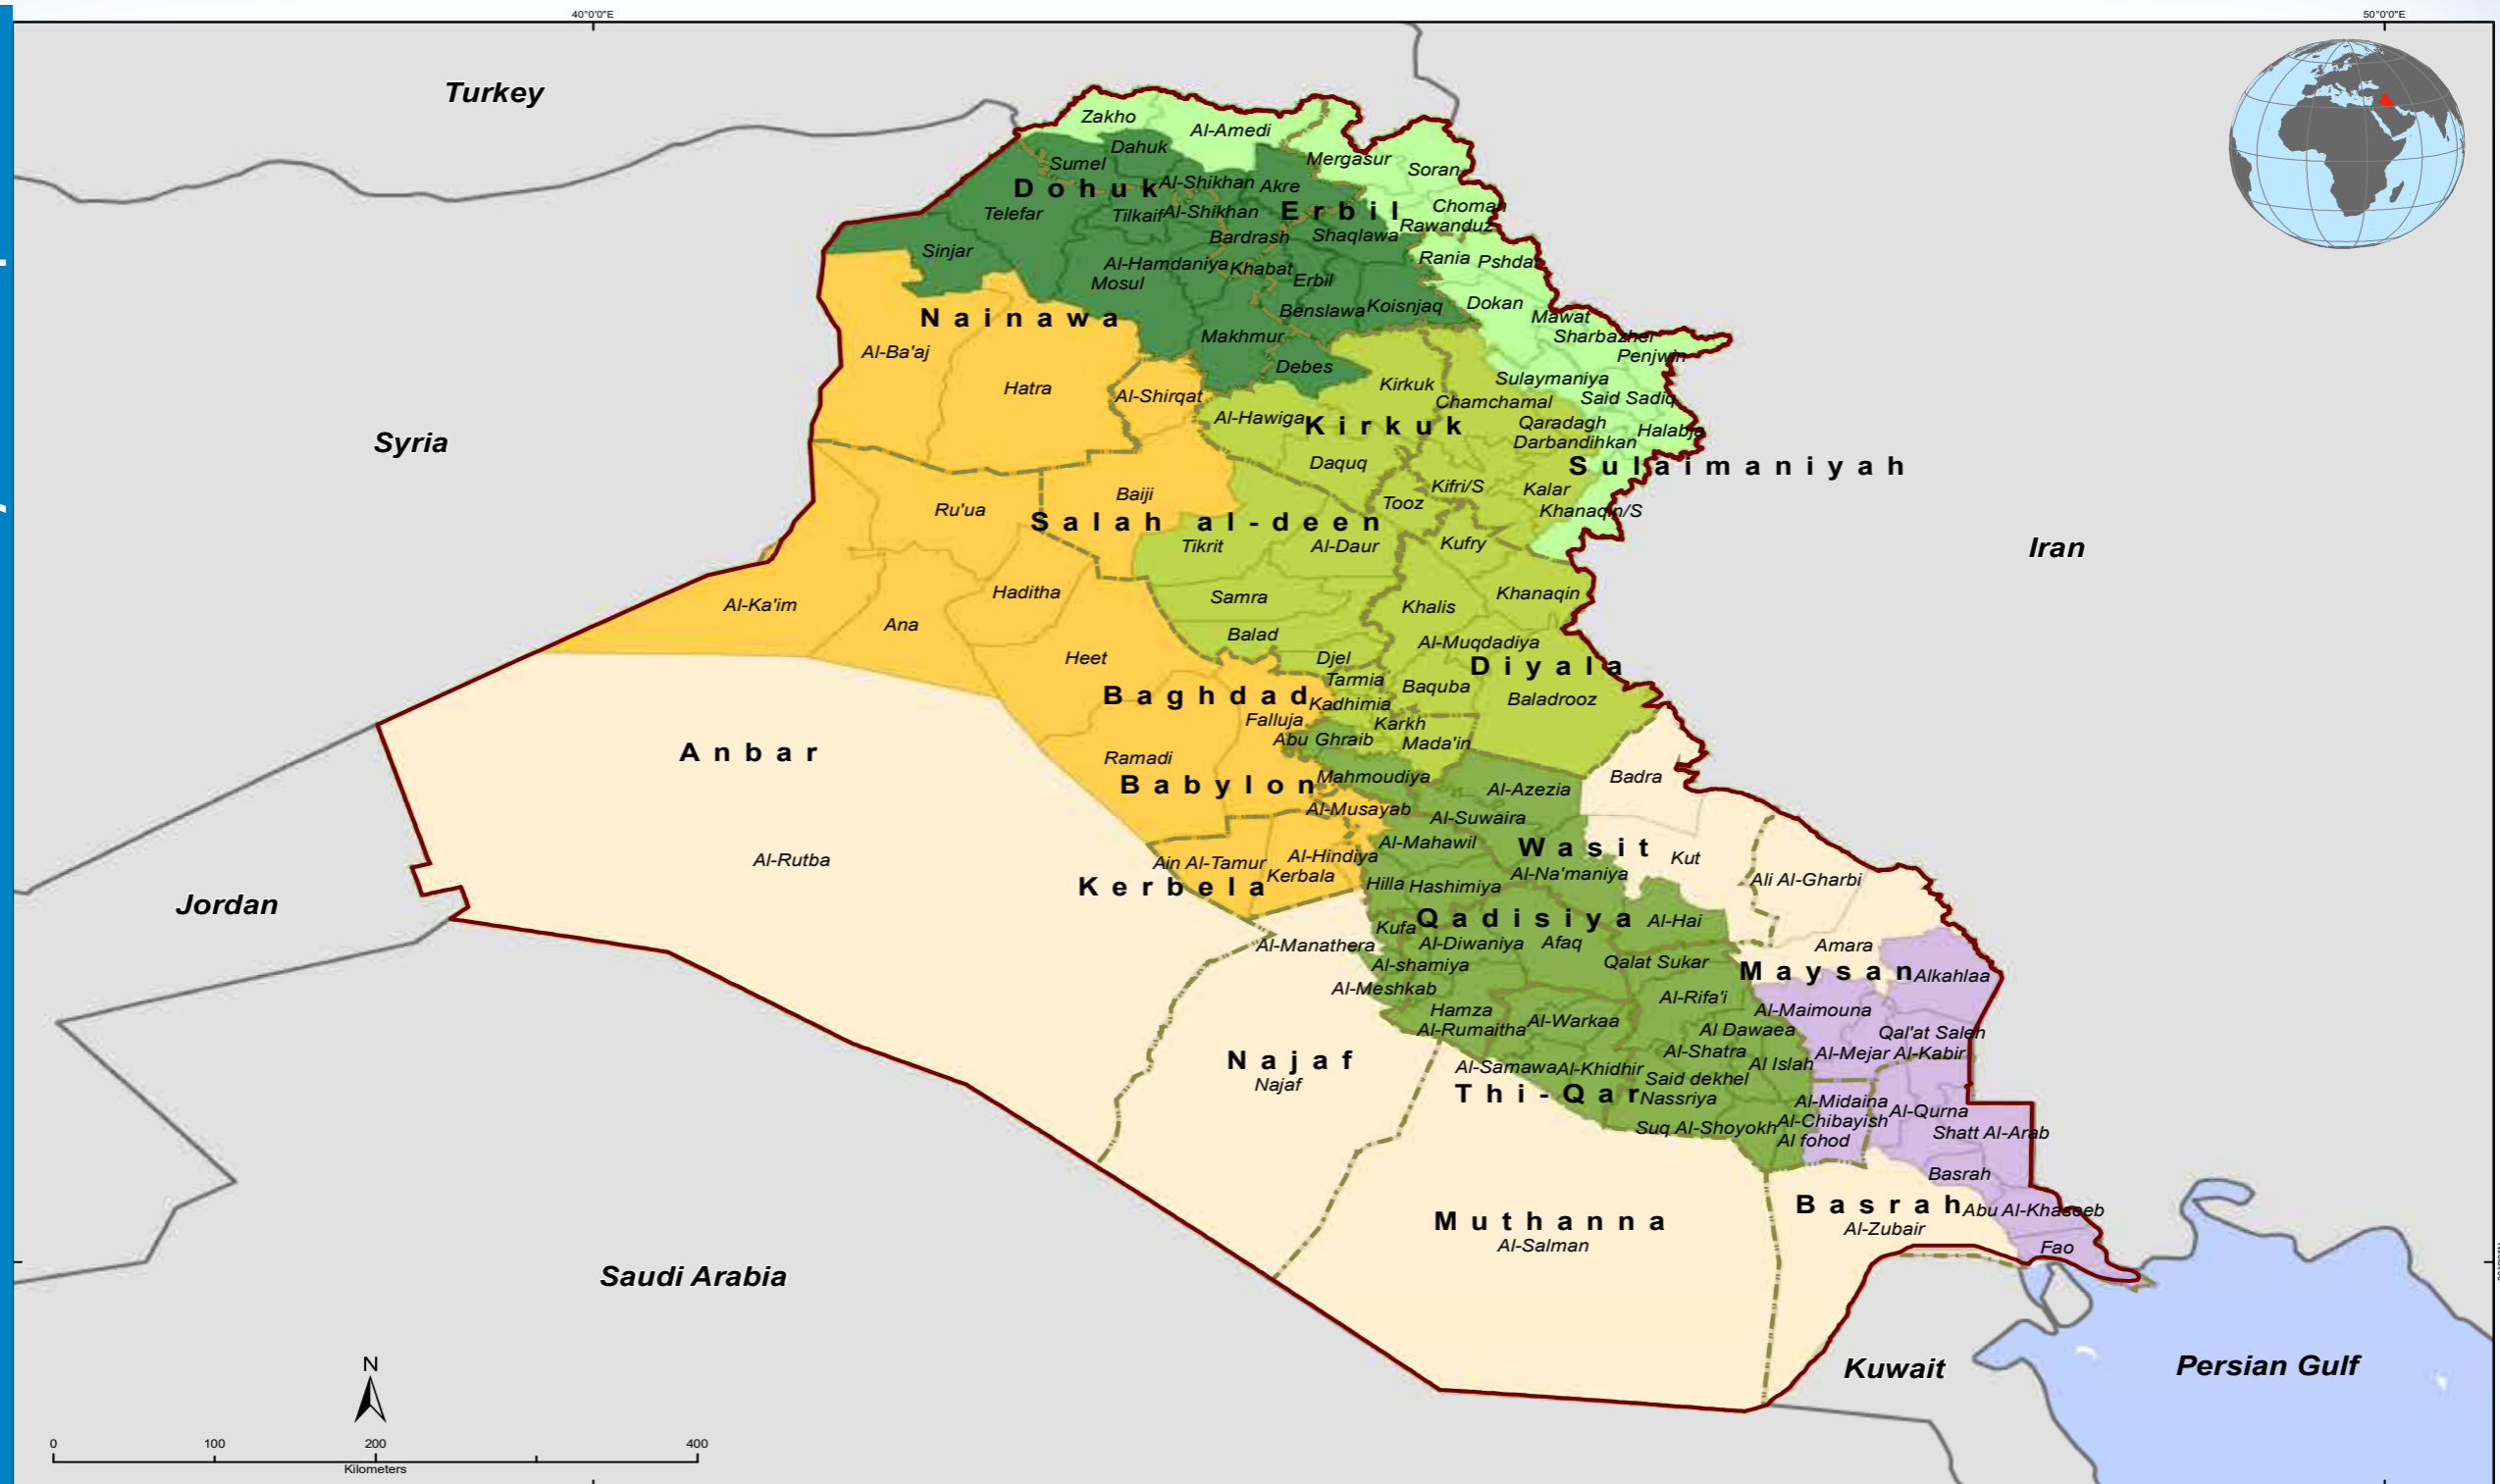 40°0'0"E
50°0'0"E
Turkey
Zakho
Al-Amedi
Dahuk
Sumel
Mergasur
Soran
Dohuk
Al-Shikhan
Akre
Telefar
Tilkaif
Al-Shikhan
Erbil
Choman
Rawanduz
Bardrash
Shaqlawa
Sinjar
Al-Hamdaniya
Khabat
Rania
Mosul
Erbil
Benslawa
Koisnjaq
Dokan
Nainawa
Mawat
Makhmur
Penjwin
Al-Ba'aj
Debes
Hatra
Kirkuk
Sulaymaniya
Al-Shirqat
Chamchamal
Said Sadiq
Al-Hawiga
Kirkuk
Qaradagh
Syria
Darbandihkan
Daquq
Sulaimaniyah
Baiji
Kifri/S
Kalar
Ru'ua
Tooz
Khanaqin/S
Salah al-deen
Tikrit
Al-Daur
Kufry
Iran
Haditha
Samra
Khanaqin
Al-Ka'im
Khalis
Ana
Balad
Al-Muqdadiya
Heet
Djel
Diyala
Tarmia
Baquba
Baghdad
Kadhimia
Baladrooz
Falluja
Karkh
Abu Ghraib
Mada'in
Anbar
Ramadi
Mahmoudiya
Badra
Babylon
Al-Azezia
Al-Musayab
Al-Suwaira
Al-Mahawil
Wasit
Al-Rutba
Ain Al-Tamur
Al-Hindiya
Kut
Kerbela
Kerbala
Al-Na'maniya
Ali Al-Gharbi
Hilla
Hashimiya
Jordan
Qadisiya
Al-Hai
Kufa
Al-Manathera
Al-Diwaniya
Afaq
Amara
Al-shamiya
Qalat Sukar
Maysan
Alkahlaa
Al-Meshkab
Al-Rifa'i
Hamza
Al-Maimouna
Al-Rumaitha
Al-Warkaa
Al Dawaea
Qal'at Saleh
Najaf
Al-Shatra
Al-Mejar Al-Kabir
Najaf
Al-Samawa
Al-Khidhir
Al Islah
Said dekhel
Thi-Qar
Nassriya
Al-Midaina
Al-Qurna
Suq Al-Shoyokh
Al-Chibayish
Shatt Al-Arab
Al fohod
Basrah
Muthanna
Basrah
Abu Al-Khaseeb
Al-Salman
Al-Zubair
Fao
Saudi Arabia
Kuwait
Persian Gulf
N
0 100 200 400
Kilometers